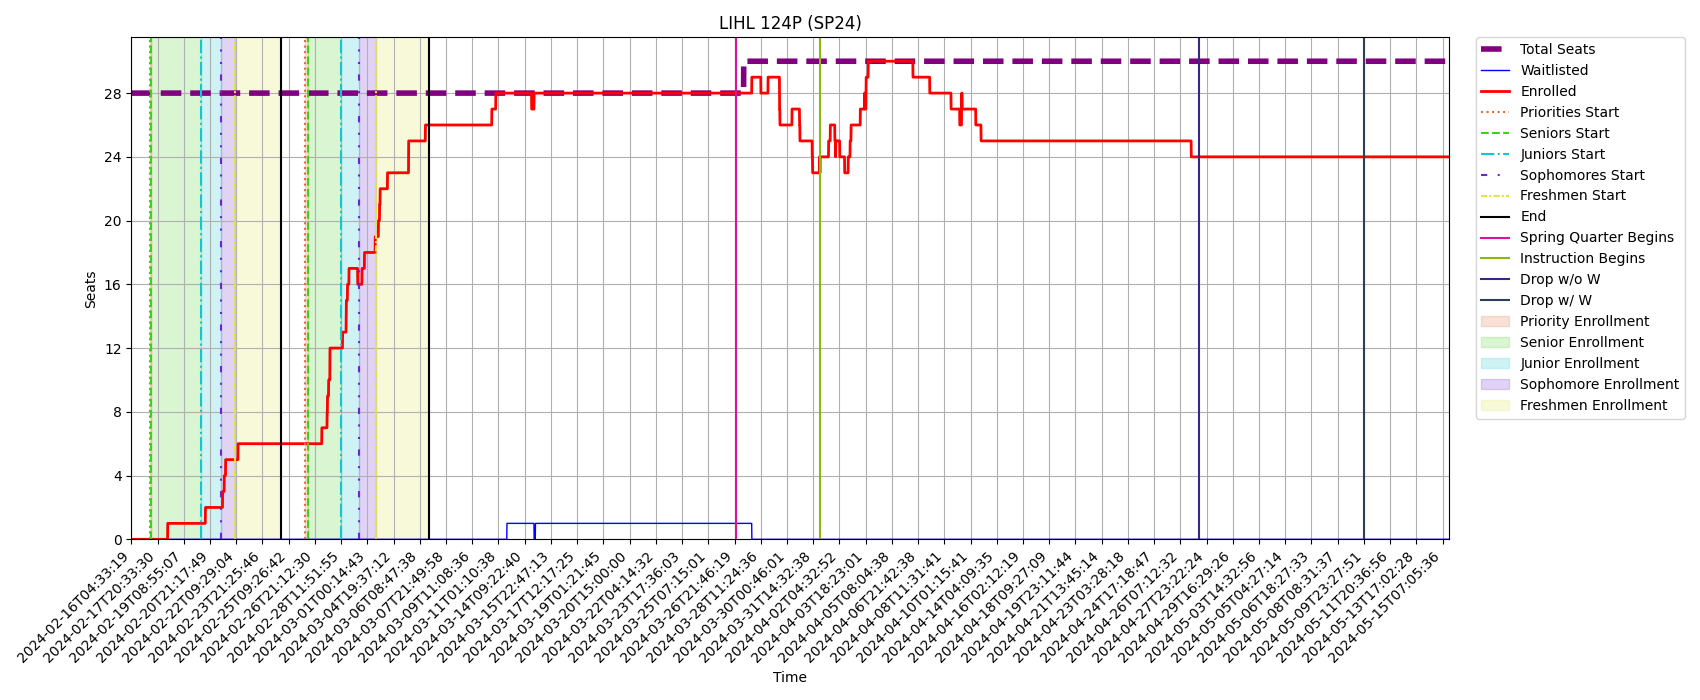 LIHL 124P (SP24)
Seats
28
24
20
16
12
8
4
0
2024-02-16T04:33:19
2024-02-17T20:33:30
2024-02-19T08:55:07
2024-02-20T21:17:49
2024-02-22T09:29:04
2024-02-23T21:25:46
2024-02-25T09:26:42
2024-02-26T21:12:30
2024-02-28T11:51:55
2024-03-01T00:14:43
2024-03-04T19:37:12
2024-03-06T08:47:38
2024-03-07T21:49:58
2024-03-09T11:08:36
2024-03-11T01:10:38
2024-03-14T09:22:40
2024-03-15T22:47:13
2024-03-17T12:17:25
2024-03-19T01:21:45
2024-03-20T15:00:00
2024-03-22T04:14:32
2024-03-23T17:36:03
2024-03-25T07:15:01
2024-03-26T21:46:19
2024-03-28T11:24:36
2024-03-30T00:46:01
2024-03-31T14:32:38
2024-04-02T04:32:52
2024-04-03T18:23:01
2024-04-05T08:04:38
2024-04-06T21:42:38
2024-04-08T11:31:41
2024-04-10T01:15:41
2024-04-14T04:09:35
2024-04-16T02:12:19
2024-04-18T09:27:09
2024-04-19T23:11:44
2024-04-21T13:45:14
2024-04-23T03:28:18
2024-04-24T17:18:47
2024-04-26T07:12:32
2024-04-27T23:22:24
2024-04-29T16:29:26
2024-05-03T14:32:56
2024-05-05T04:27:14
2024-05-06T18:27:33
2024-05-08T08:31:37
2024-05-09T23:27:51
2024-05-11T20:36:56
2024-05-13T17:02:28
2024-05-15T07:05:36
Time
Total Seats
Waitlisted
Enrolled
Priorities Start
Seniors Start
Juniors Start
Sophomores Start
Freshmen Start
End
Spring Quarter Begins
Instruction Begins
Drop w/o W
Drop w/ W
Priority Enrollment
Senior Enrollment
Junior Enrollment
Sophomore Enrollment
Freshmen Enrollment